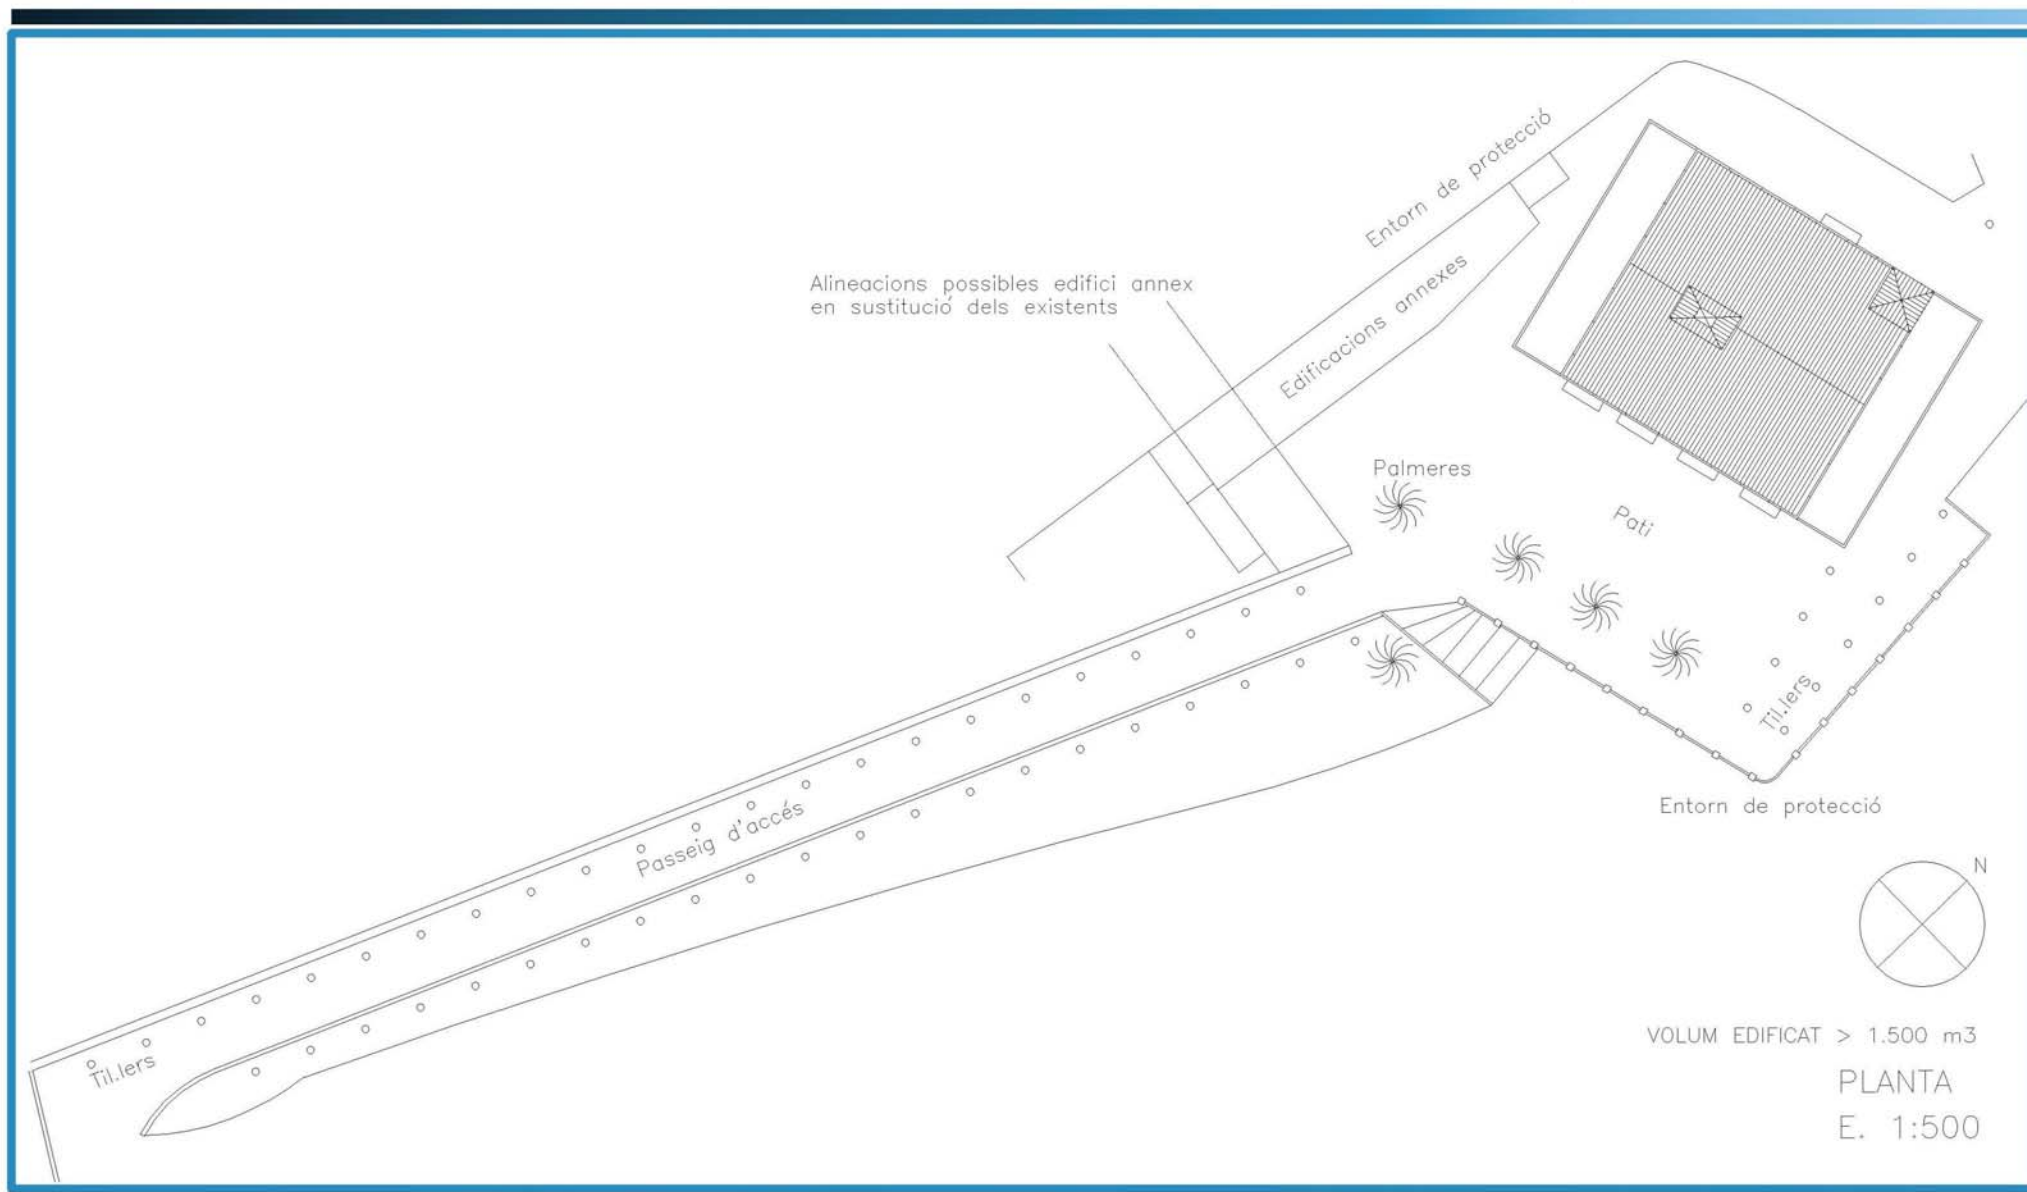 Entorn de protecció
Alineacions possibles edifici annex
en sustitució dels existents
Edificacions annexes
Palmeres
Pati
Til.lers
Entorn de protecció
Passeig d'accés
Til.lers
N
VOLUM EDIFICAT > 1.500 m3
PLANTA
E. 1:500